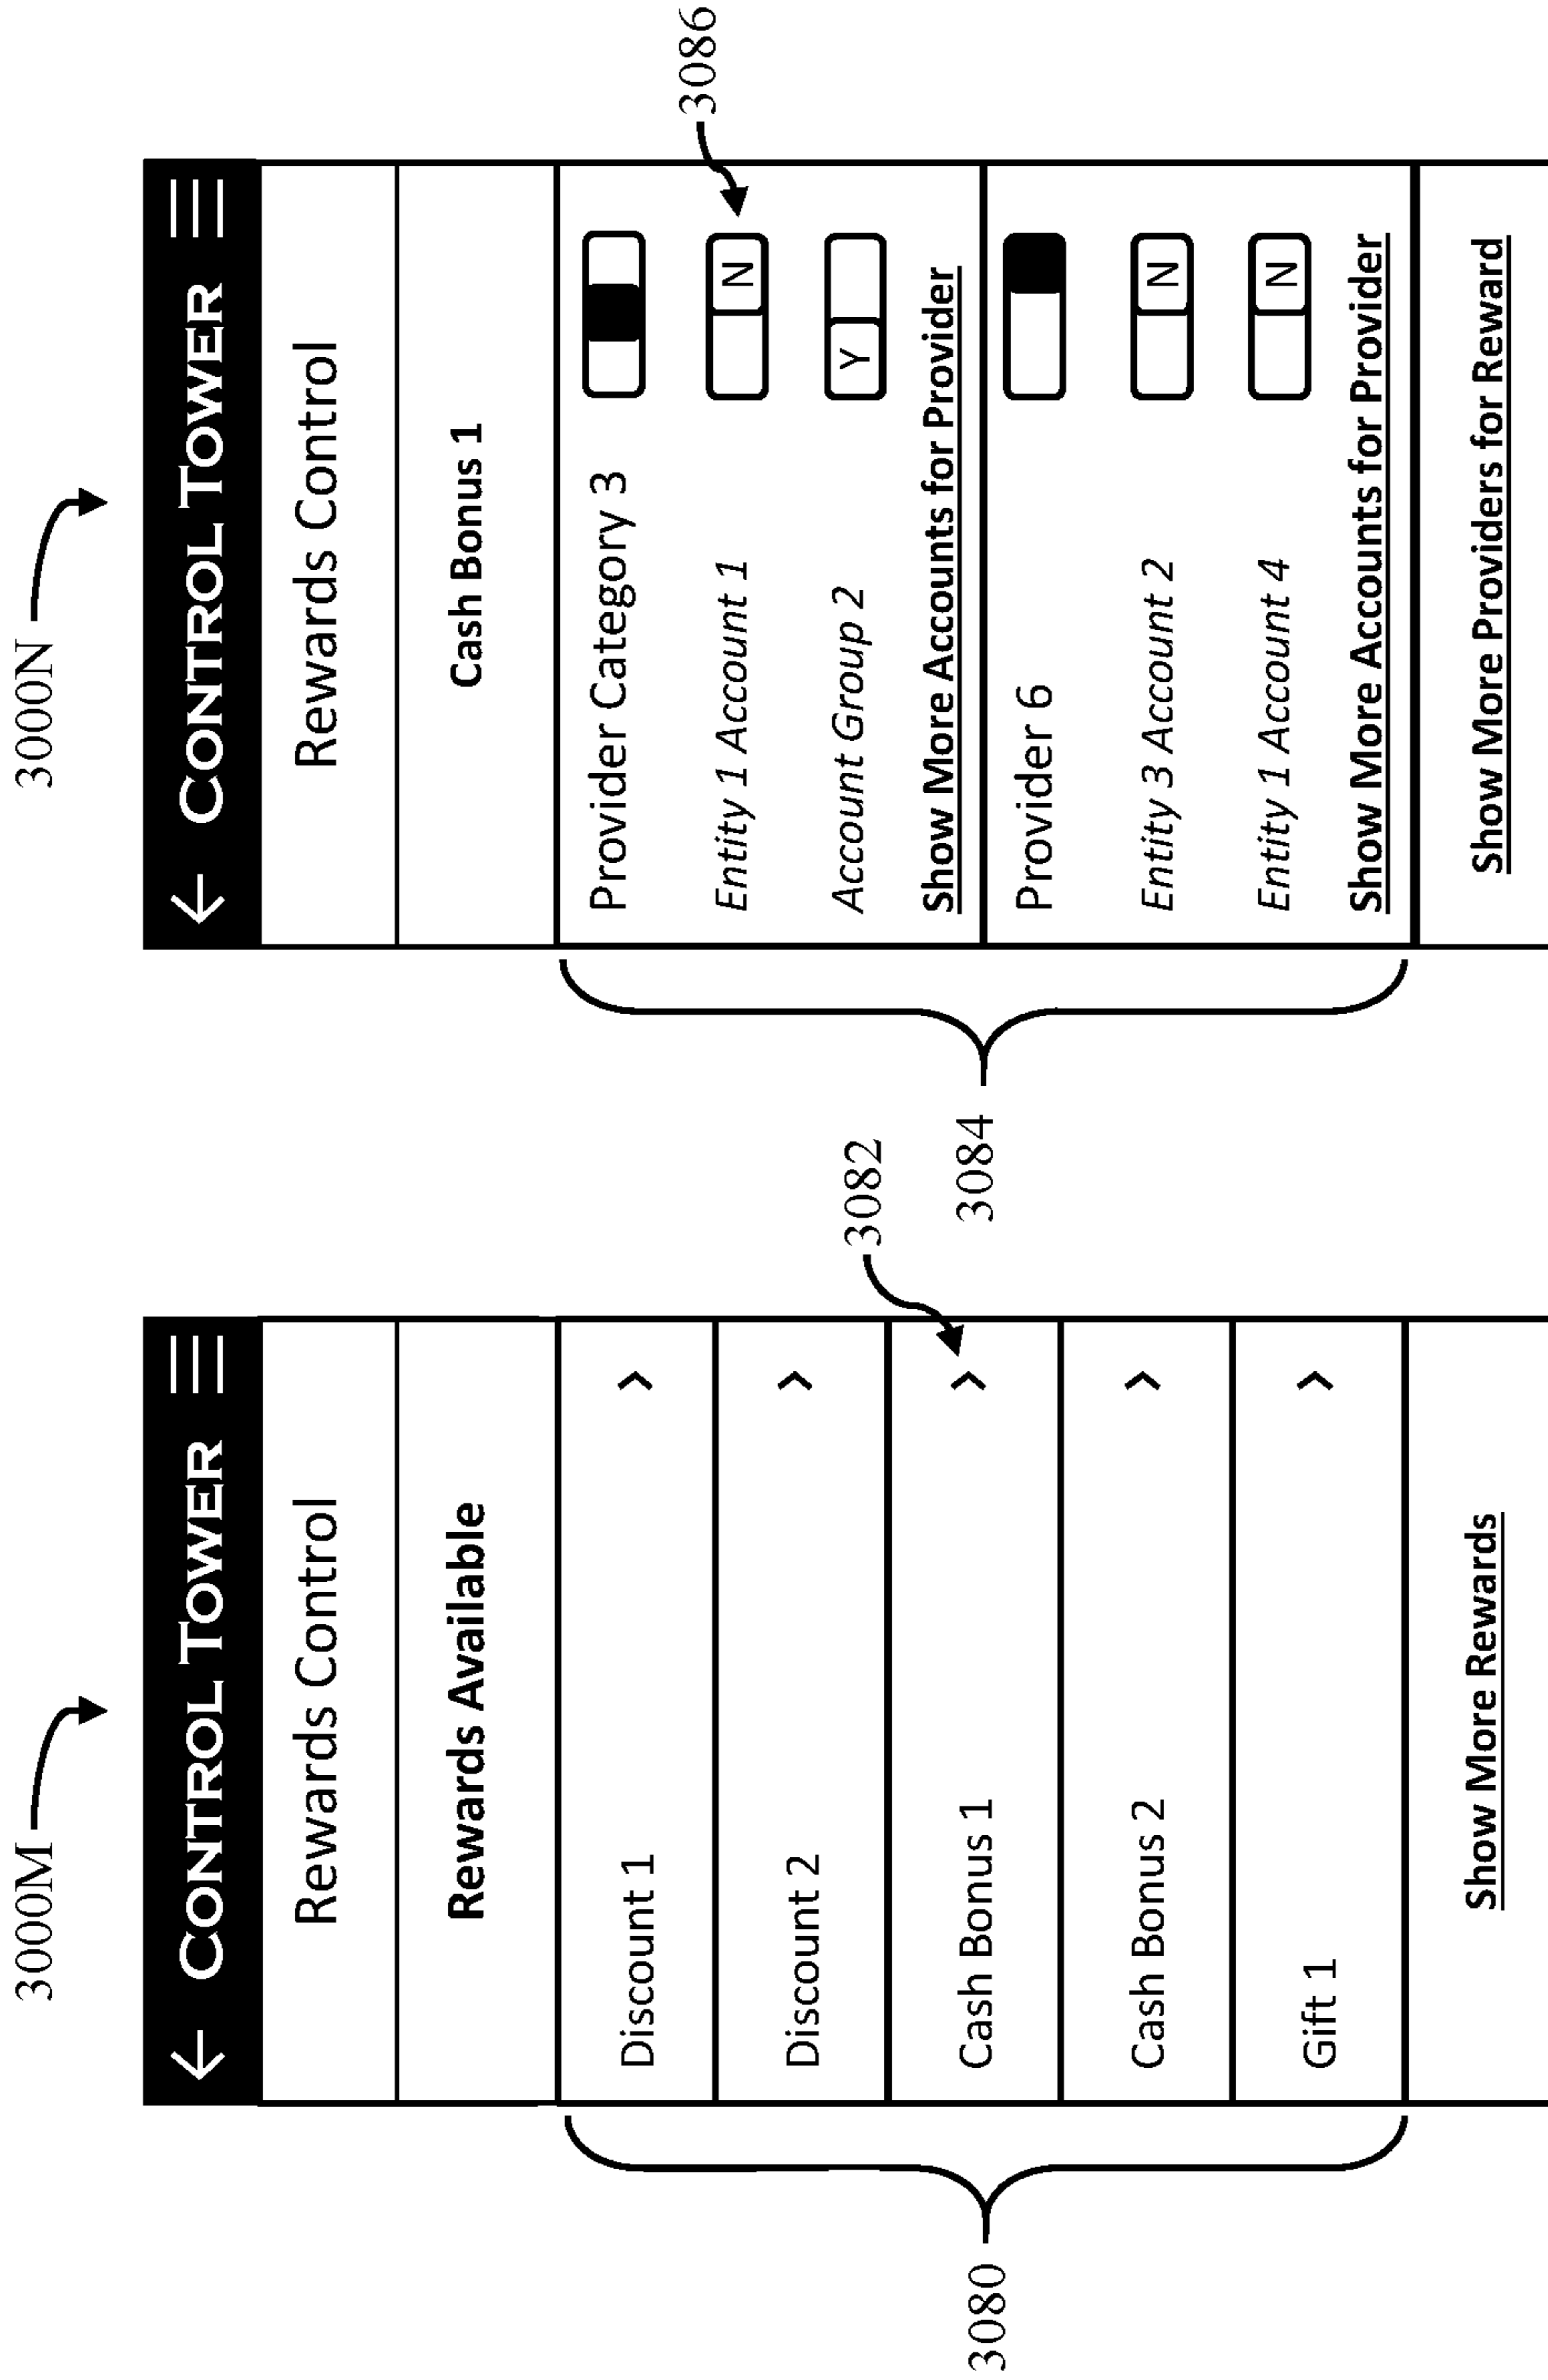 3000M
← CONTROL TOWER
Rewards Control
Rewards Available
Discount 1 >
Discount 2 >
Cash Bonus 1 >
3082
Cash Bonus 2 >
Gift 1 >
Show More Rewards
3080
3000N
← CONTROL TOWER
Rewards Control
Cash Bonus 1
Provider Category 3
Entity 1 Account 1 N
3086
Account Group 2 Y
Show More Accounts for Provider
Provider 6
Entity 3 Account 2 N
Entity 1 Account 4 N
Show More Accounts for Provider
Show More Providers for Reward
3084